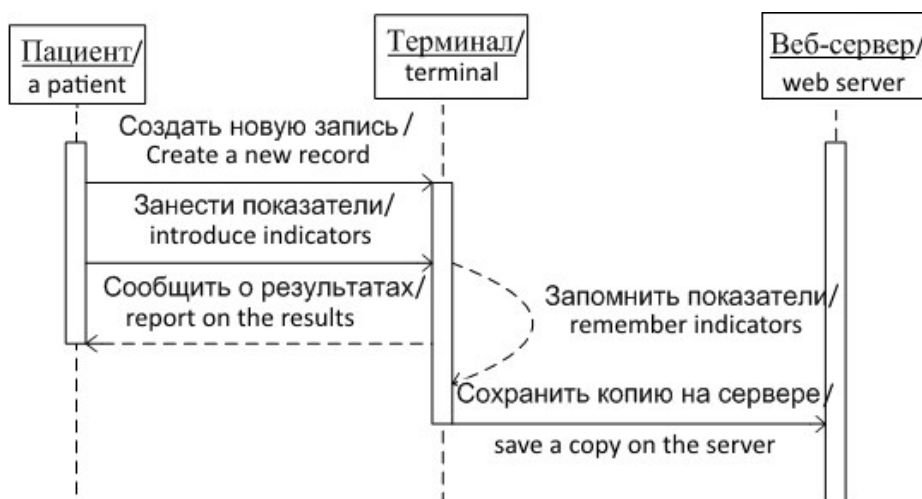 Пациент/
a patient
Терминал/
terminal
Веб-сервер/
web server
Создать новую запись/
Create a new record
Занести показатели/
introduce indicators
Сообщить о результатах/
report on the results
Запомнить показатели/
remember indicators
Сохранить копию на сервере/
save a copy on the server